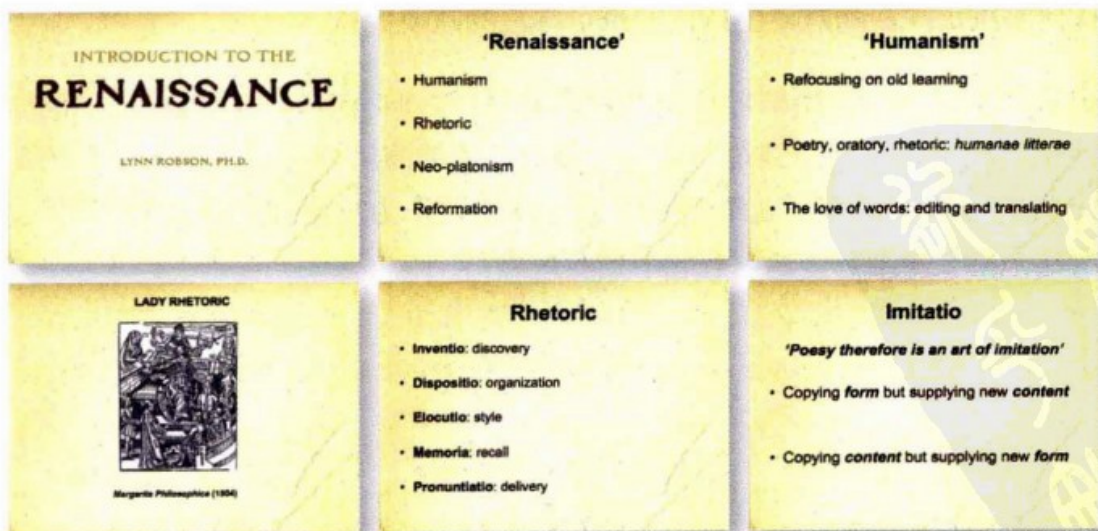 INTRODUCTION TO THE
RENAISSANCE
LYNN ROBSON, PH.D.
'Renaissance'
• Humanism
• Rhetoric
• Neo-platonism
• Reformation
'Humanism'
• Refocusing on old learning
• Poetry, oratory, rhetoric: humanae litterae
• The love of words: editing and translating
LADY RHETORIC
Margarita Philosophica (1504)
Rhetoric
• Inventio: discovery
• Dispositio: organization
• Elocutio: style
• Memoria: recall
• Pronuntiatio: delivery
Imitatio
'Poesy therefore is an art of imitation'
• Copying form but supplying new content
• Copying content but supplying new form